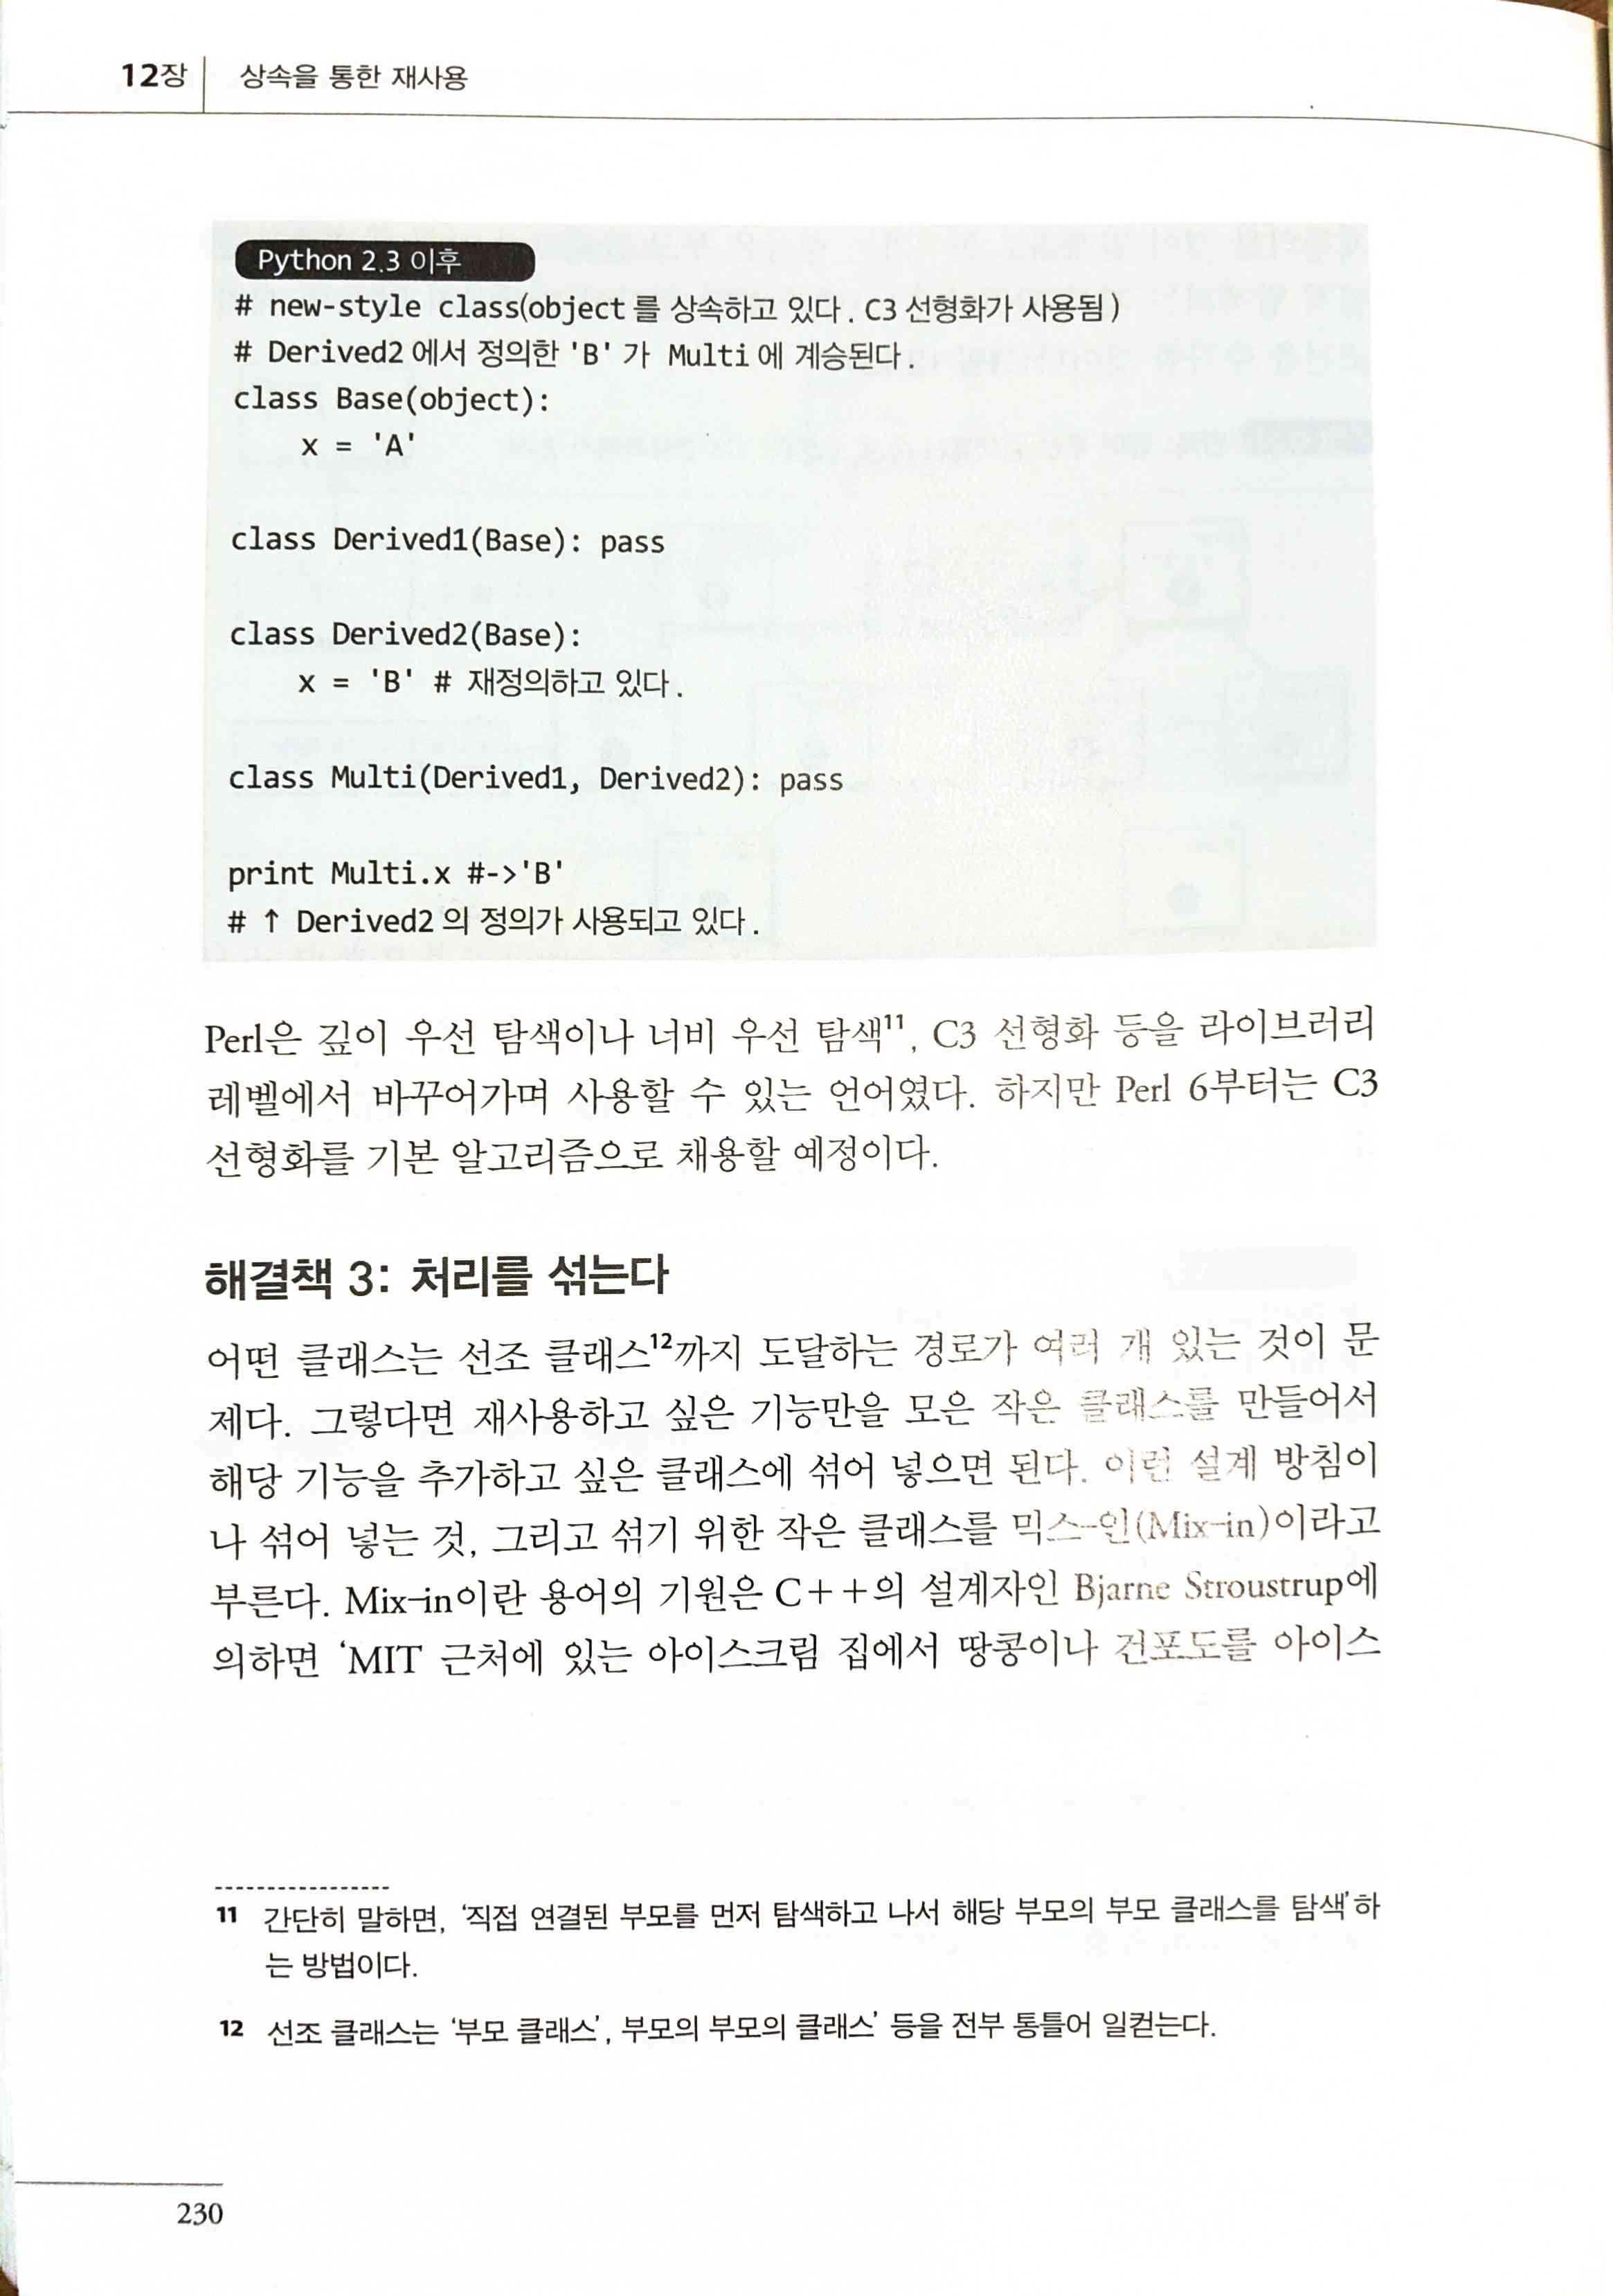 12장 상속을 통한 재사용
Python 2.3 이후
# new-style class(object 를 상속하고 있다. C3 선형화가 사용됨)
# Derived2 에서 정의한 'B' 가 Multi 에 계승된다.
class Base(object):
    x = 'A'
class Derived1(Base): pass
class Derived2(Base):
    x = 'B' # 재정의하고 있다.
class Multi(Derived1, Derived2): pass
print Multi.x #->'B'
# ↑ Derived2 의 정의가 사용되고 있다.
Perl은 깊이 우선 탐색이나 너비 우선 탐색11, C3 선형화 등을 라이브러리
레벨에서 바꾸어가며 사용할 수 있는 언어였다. 하지만 Perl 6부터는 C3
선형화를 기본 알고리즘으로 채용할 예정이다.
해결책 3: 처리를 섞는다
어떤 클래스는 선조 클래스12까지 도달하는 경로가 여러 개 있는 것이 문
제다. 그렇다면 재사용하고 싶은 기능만을 모은 작은 클래스를 만들어서
해당 기능을 추가하고 싶은 클래스에 섞어 넣으면 된다. 이런 설계 방침이
나 섞어 넣는 것, 그리고 섞기 위한 작은 클래스를 믹스-인(Mix-in)이라고
부른다. Mix-in이란 용어의 기원은 C++의 설계자인 Bjarne Stroustrup에
의하면 ‘MIT 근처에 있는 아이스크림 집에서 땅콩이나 건포도를 아이스
11 간단히 말하면, ‘직접 연결된 부모를 먼저 탐색하고 나서 해당 부모의 부모 클래스를 탐색’하
는 방법이다.
12 선조 클래스는 ‘부모 클래스’, 부모의 부모의 클래스’ 등을 전부 통틀어 일컫는다.
230